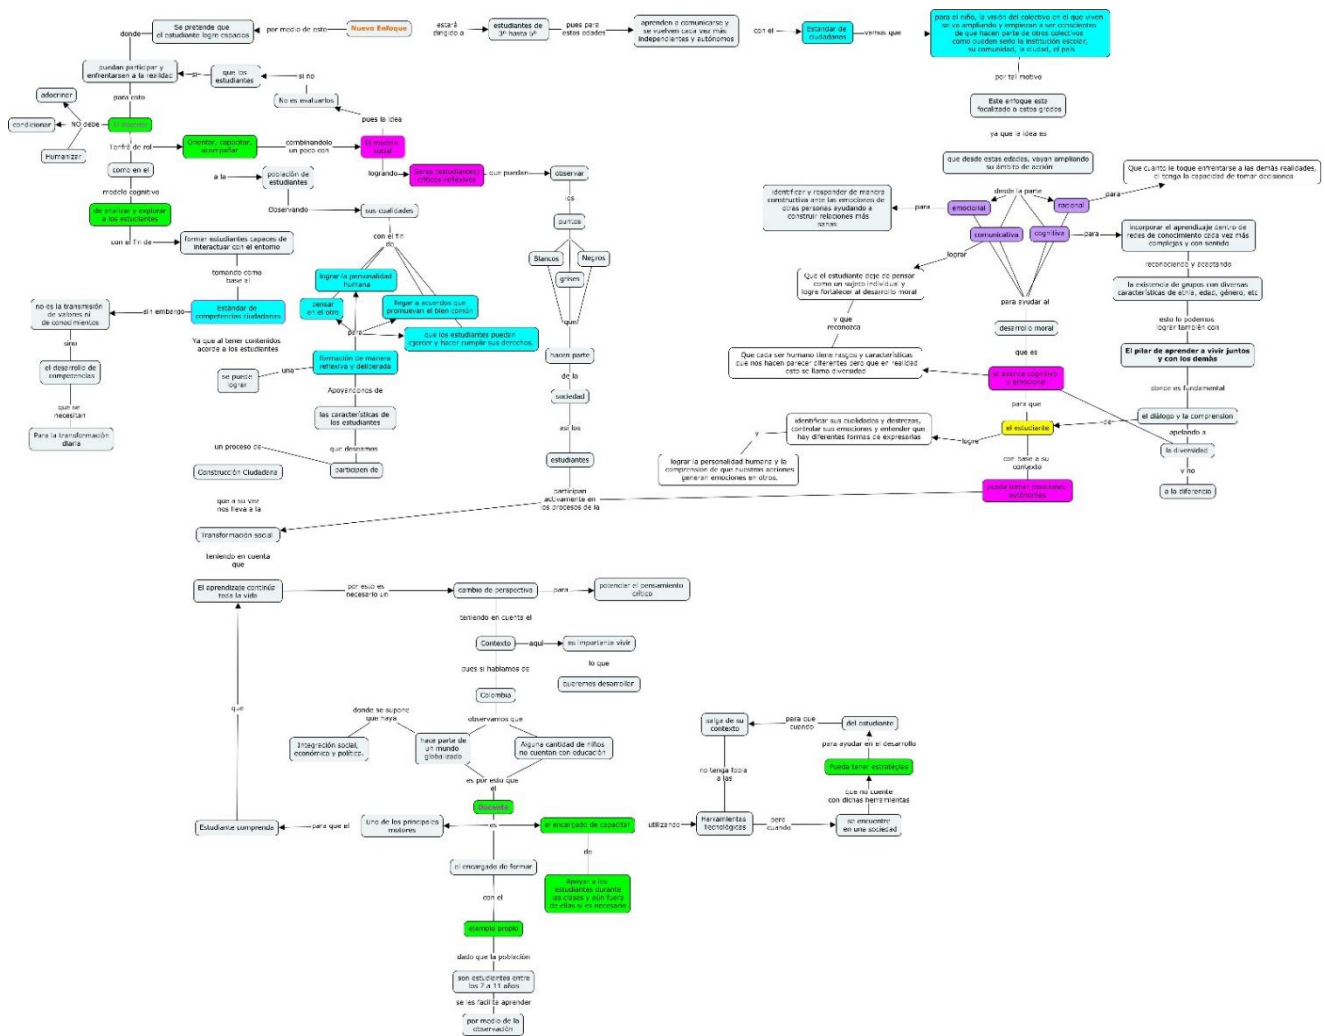 Se pretende que
el estudiante logre espacios
por medio de este
Nuevo Enfoque
estará
dirigido a
estudiantes de
3º hasta 5º
pues para
estas edades
aprenden a comunicarse y
se vuelven cada vez más
independientes y autónomos
con el
Estándar de
ciudadanas
vemos que
para el niño, la visión del colectivo en el que viven
se va ampliando y empiezan a ser conscientes
de que hacen parte de otros colectivos
como pueden serlo la institución escolar,
su comunidad, la ciudad, el país
donde
puedan participar y
enfrentarsen a la realidad
si
que los
estudiantes
si no
No es evaluarlos
pues la idea
para esto
adocrinar
condicionar
NO debe
Humanizar
El docente
Tendrá de rol
Orientar, capacitar,
acompañar
combinandolo
un poco con
El modelo
social
logrando
Seres (estudiantes)
críticos reflexivos
que puedan
observar
los
puntos
Blancos
Negros
grises
que
hacen parte
de la
sociedad
asi los
estudiantes
participan
activamente en
los procesos de la
como en el
modelo cognitivo
de analizar y explorar
a los estudiantes
con el fin de
former estudiantes capaces de
interactuar con el entorno
tomando como
base el
Estándar de
competencias ciudadanas
sin embargo
no es la transmisión
de valores ni
de conocimientos
sino
el desarrollo de
competencias
que se
necesitan
Para la transformación
diaria
Ya que al tener contenidos
acorde a los estudiantes
se puede
lograr
una
formación de manera
reflexiva y deliberada
a la
población de
estudiantes
Observando
sus cualidades
con el fin
de
lograr la personalidad
humana
pensar
en el otro
llegar a acuerdos que
promuevan el bien común
que los estudiantes puedan
ejercer y hacer cumplir sus derechos.
para
Apoyandonos de
las características de
los estudiantes
que deseamos
participen de
un proceso de
Construcción Ciudadana
que a su vez
nos lleva a la
Transformación social
teniendo en cuenta
que
El aprendizaje continúa
toda la vida
por esto es
necesario un
cambio de perspectiva
para
potenciar el pensamiento
crítico
teniendo en cuenta el
Contexto
aquí
es importante vivir
lo que
queremos desarrollar
pues si hablamos de
Colombia
observamos que
donde se supone
que haya
Integración social,
económico y política.
hace parte de
un mundo
globalizado
Alguna cantidad de niños
no cuentan con educación
es por esto que
el
Docente
es
Uno de los principales
motores
para que el
Estudiante comprenda
que
el encargado de capacitar
de
Apoyar a los
estudiantes durante
las clases y aún fuera
de ellas si es necesario
el encargado de formar
con el
ejemplo propio
dado que la población
son estudiantes entre
los 7 a 11 años
se les facilita aprender
por medio de la
observación
utilizando
Herramientas
Tecnológicas
no tenga fobia
a las
salga de su
contexto
para que
cuando
del estudiante
para ayudar en el desarrollo
Pueda tener estrategias
que no cuente
con dichas herramientas
pero
cuando
se encuentre
en una sociedad
por tal motivo
Este enfoque esta
focalizado a estos grados
ya que la idea es
que desde estas edades, vayan ampliando
su ámbito de acción
desde la parte
emocional
racional
comunicativa
cognitiva
para
identificar y responder de manera
constructiva ante las emociones de
otras personas ayudando a
construir relaciones más
sanas
para
Que cuanto le toque enfrentarse a las demás realidades,
el tenga la capacidad de tomar decisiones
para
incorporar el aprendizaje dentro de
redes de conocimiento cada vez más
complejas y con sentido
reconociendo y aceptando
la existencia de grupos con diversas
características de etnia, edad, género, etc
esto lo podemos
lograr también con
El pilar de aprender a vivir juntos
y con los demás
donde es fundamental
el diálogo y la comprension
de
apelando a
la diversidad
y no
a la diferencia
lograr
Que el estudiante deje de pensar
como un sujeto individual y
logre fortalecer al desarrollo moral
y que
reconozca
Que cada ser humano tiene rasgos y características
que nos hacen parecer diferentes pero que en realidad
esto se llama diversidad
para ayudar al
desarrollo moral
que es
el avance cognitivo
y emocional
para que
el estudiante
logre
identificar sus cualidades y destrezas,
controlar sus emociones y entender que
hay diferentes formas de expresarlas
y
lograr la personalidad humana y la
comprensión de que nuestras acciones
generan emociones en otros.
con base a su
contexto
pueda tomar decisiones
autónomas